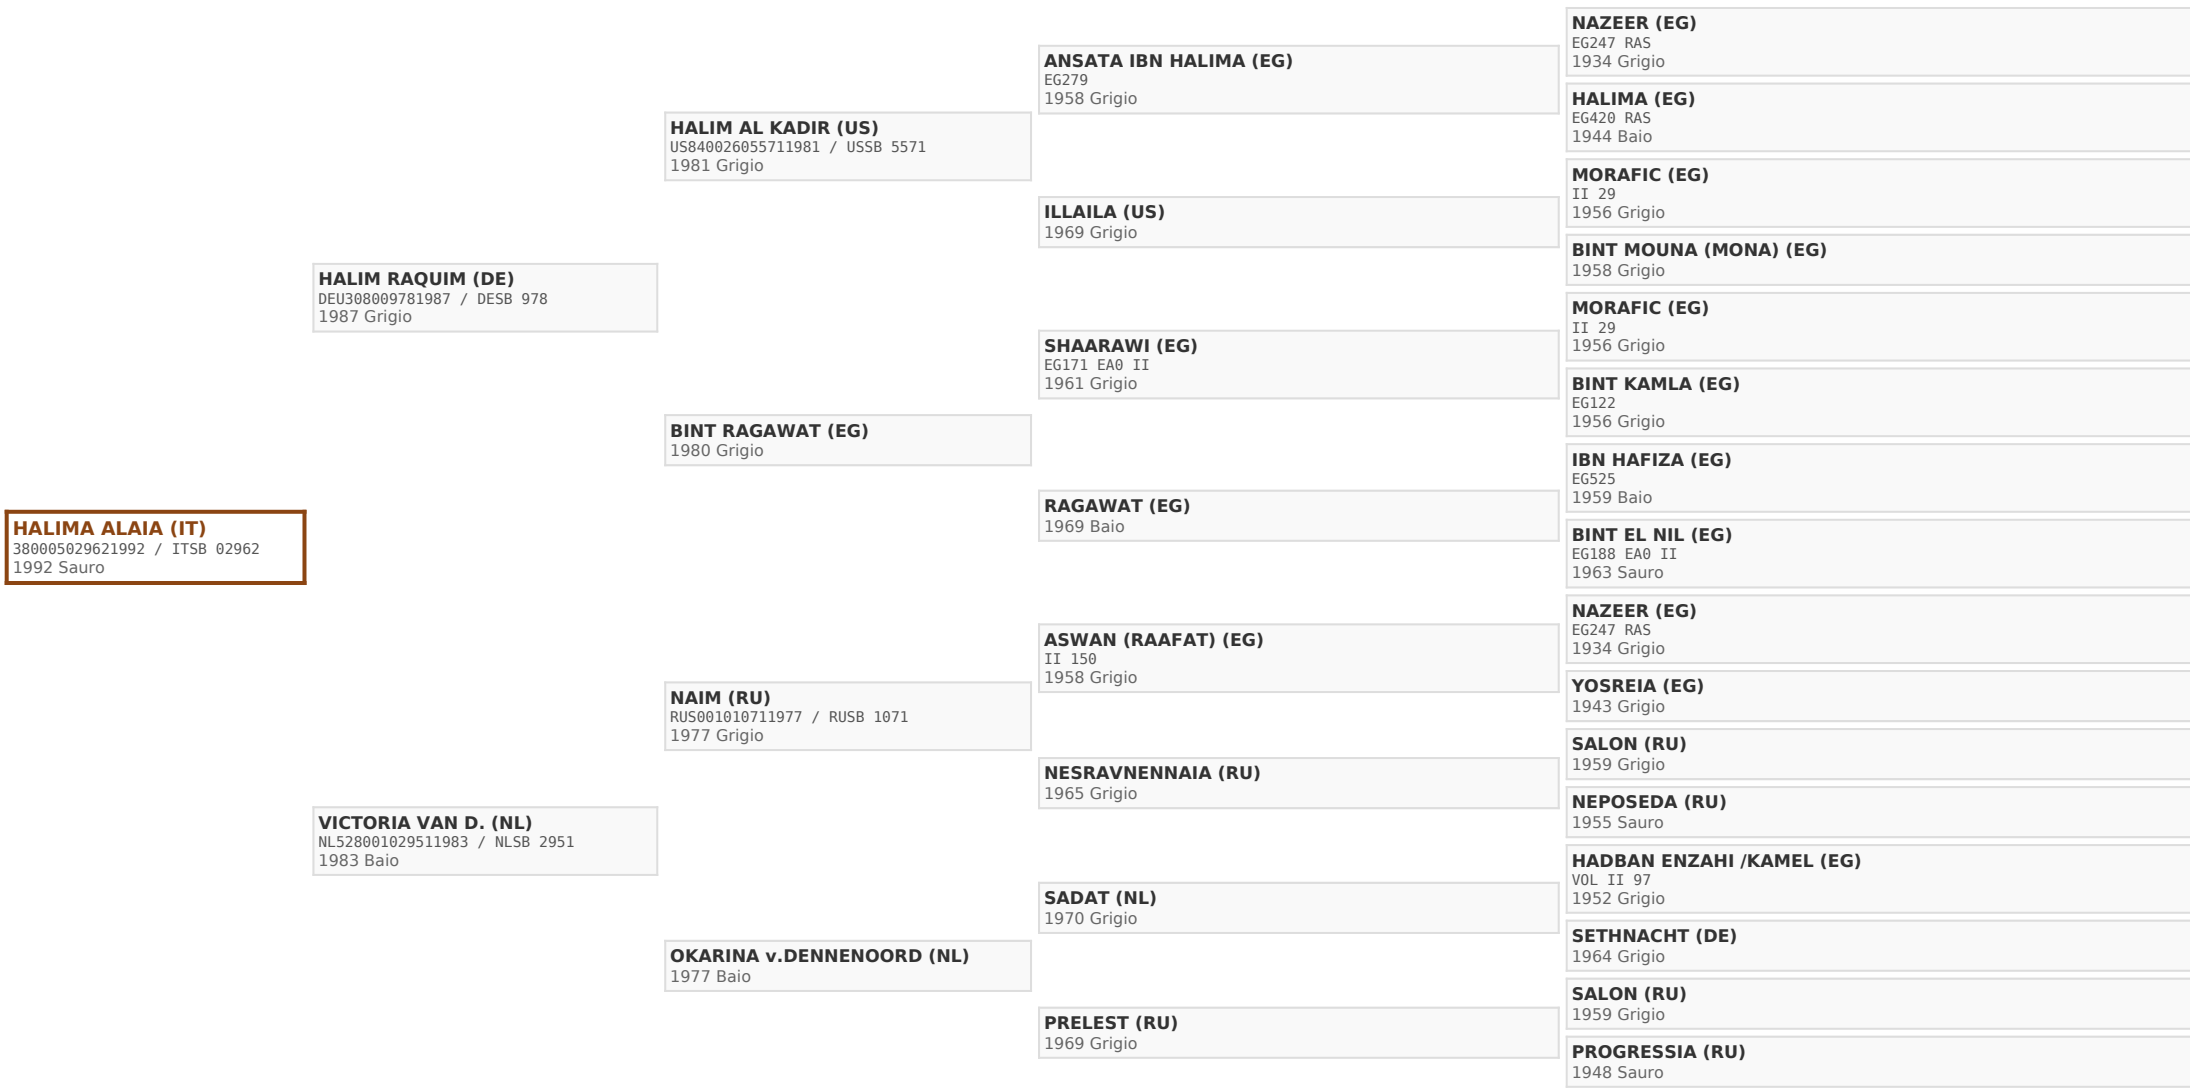 HALIMA ALAIA (IT)
380005029621992 / ITSB 02962
1992 Sauro
HALIM RAQUIM (DE)
DEU308009781987 / DESB 978
1987 Grigio
VICTORIA VAN D. (NL)
NL528001029511983 / NLSB 2951
1983 Baio
HALIM AL KADIR (US)
US840026055711981 / USSB 5571
1981 Grigio
BINT RAGAWAT (EG)
1980 Grigio
NAIM (RU)
RUS001010711977 / RUSB 1071
1977 Grigio
OKARINA v.DENNENOORD (NL)
1977 Baio
ANSATA IBN HALIMA (EG)
EG279
1958 Grigio
ILLAILA (US)
1969 Grigio
SHAARAWI (EG)
EG171 EAO II
1961 Grigio
RAGAWAT (EG)
1969 Baio
ASWAN (RAAFAT) (EG)
II 150
1958 Grigio
NESRAVNENNAIA (RU)
1965 Grigio
SADAT (NL)
1970 Grigio
PRELEST (RU)
1969 Grigio
NAZEER (EG)
EG247 RAS
1934 Grigio
HALIMA (EG)
EG420 RAS
1944 Baio
MORAFIC (EG)
II 29
1956 Grigio
BINT MOUNA (MONA) (EG)
1958 Grigio
MORAFIC (EG)
II 29
1956 Grigio
BINT KAMLA (EG)
EG122
1956 Grigio
IBN HAFIZA (EG)
EG525
1959 Baio
BINT EL NIL (EG)
EG188 EAO II
1963 Sauro
NAZEER (EG)
EG247 RAS
1934 Grigio
YOSREIA (EG)
1943 Grigio
SALON (RU)
1959 Grigio
NEPOSEDA (RU)
1955 Sauro
HADBAN ENZAHI /KAMEL (EG)
VOL II 97
1952 Grigio
SETHNACHT (DE)
1964 Grigio
SALON (RU)
1959 Grigio
PROGRESSIA (RU)
1948 Sauro